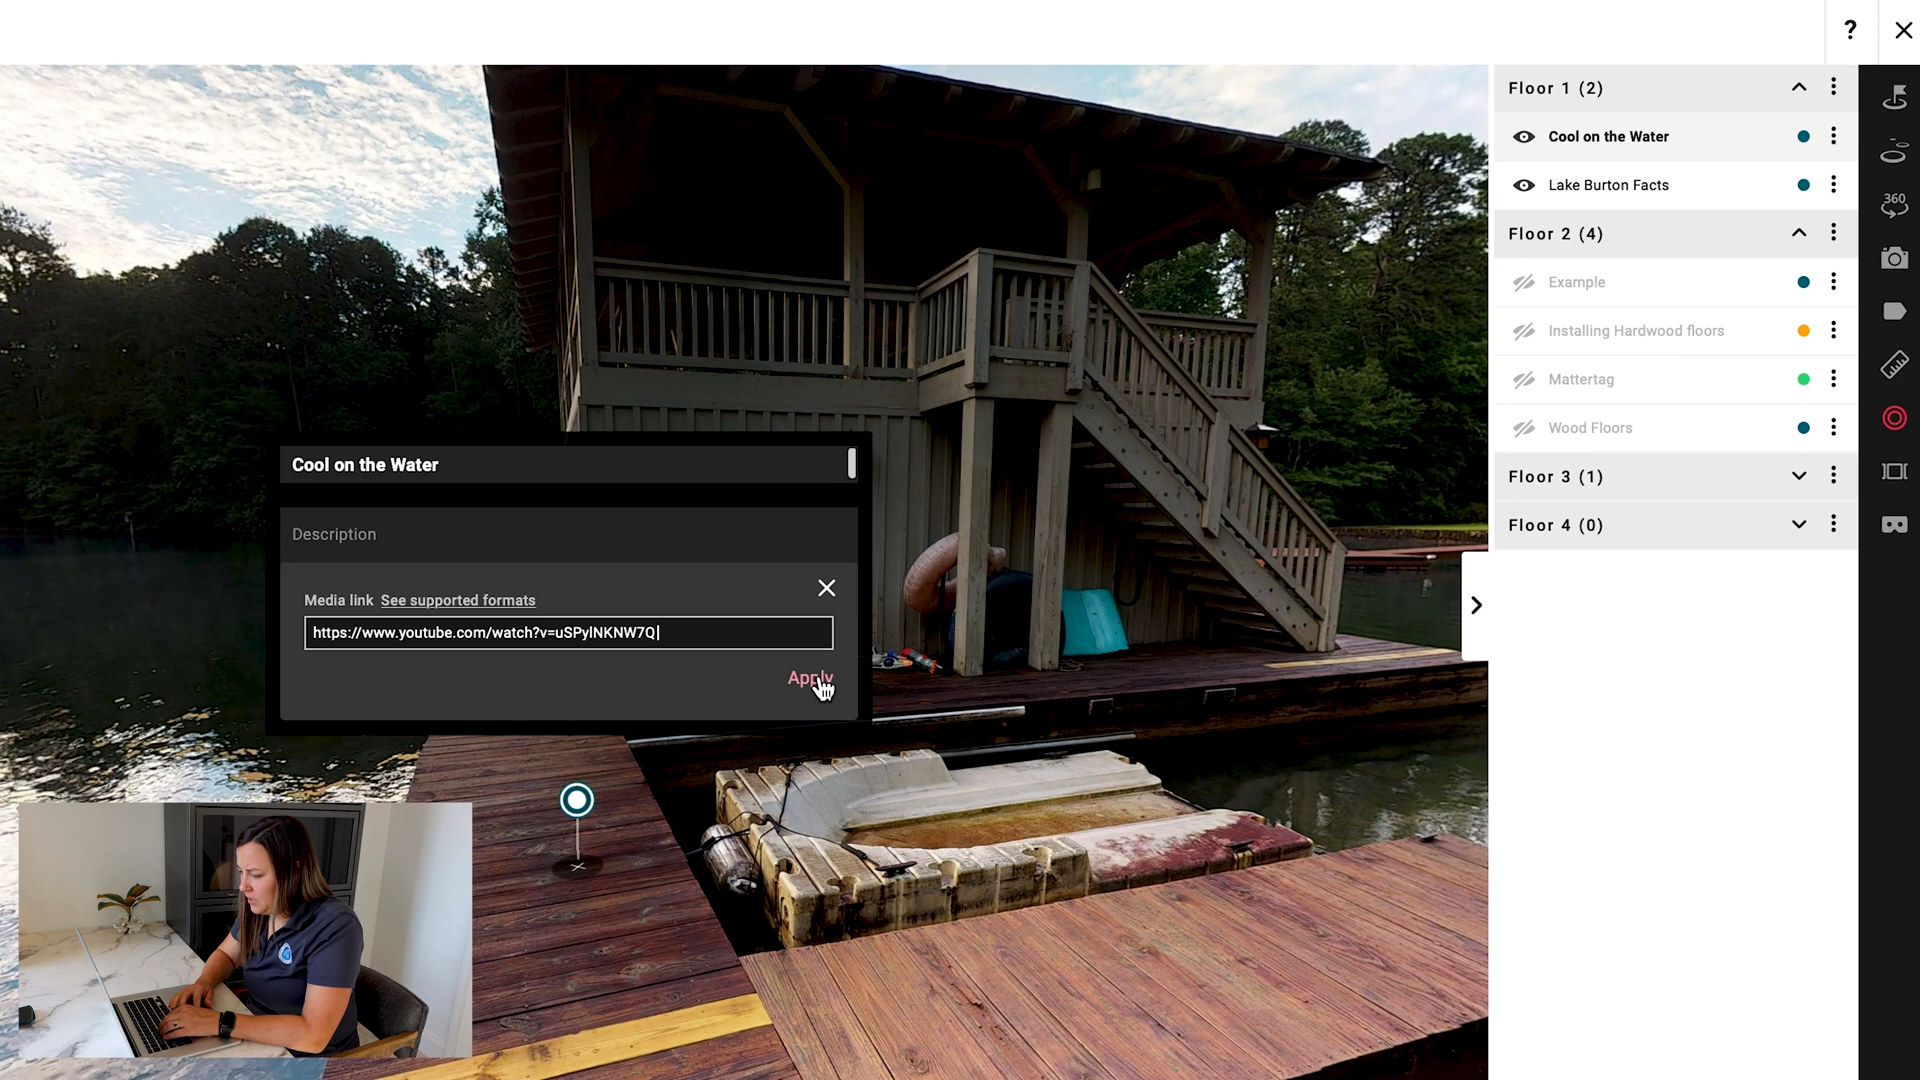 ?
Floor 1 (2)
Cool on the Water
Lake Burton Facts
Floor 2 (4)
Example
Installing Hardwood floors
Mattertag
Wood Floors
Floor 3 (1)
Floor 4 (0)
360
Cool on the Water
Description
Media link See supported formats
https://www.youtube.com/watch?v=uSPylNKNW7Q
Apply